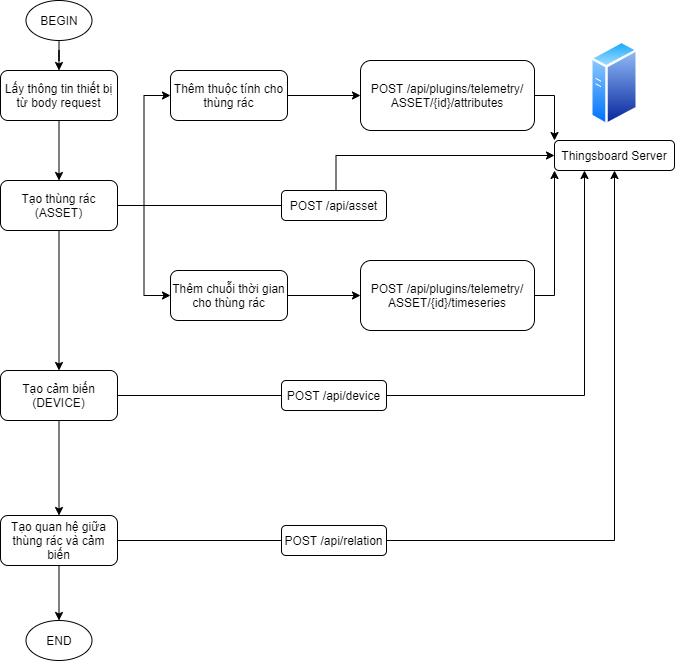 BEGIN
Lấy thông tin thiết bị
từ body request
Thêm thuộc tính cho
thùng rác
POST /api/plugins/telemetry/
ASSET/{id}/attributes
Thingsboard Server
Tạo thùng rác
(ASSET)
POST /api/asset
Thêm chuỗi thời gian
cho thùng rác
POST /api/plugins/telemetry/
ASSET/{id}/timeseries
Tạo cảm biến
(DEVICE)
POST /api/device
Tạo quan hệ giữa
thùng rác và cảm
biến
POST /api/relation
END